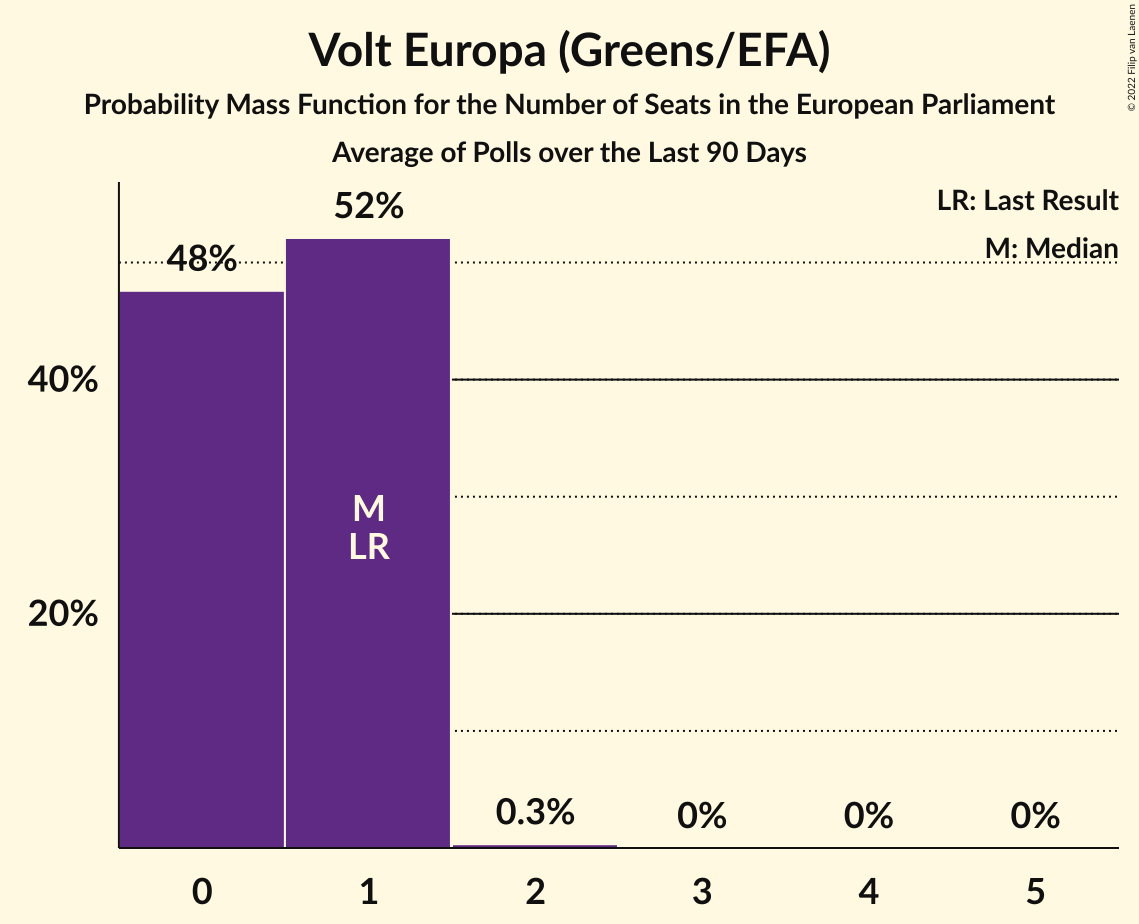 Volt Europa (Greens/EFA)
Probability Mass Function for the Number of Seats in the European Parliament
Average of Polls over the Last 90 Days
© 2022 Filip van Laenen
LR: Last Result
M: Median
52%
48%
40%
20%
M
LR
0.3%
0%
0%
0%
0
1
2
3
4
5